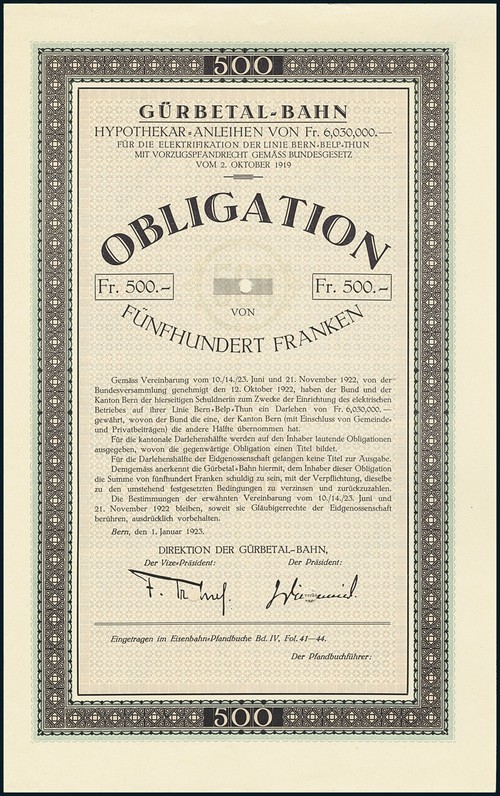 500
GÜRBETAL-BAHN
HYPOTHEKAR-ANLEIHEN VON Fr. 6,030,000.—
FÜR DIE ELEKTRIFIKATION DER LINIE BERN-BELP-THUN
MIT VORZUGSPFANDRECHT GEMÄSS BUNDESGESETZ
VOM 2. OKTOBER 1919
OBLIGATION
Fr. 500.–
Fr. 500.–
VON
FÜNFHUNDERT FRANKEN
Gemäss Vereinbarung vom 10./14./23. Juni und 21. November 1922, von der
Bundesversammlung genehmigt den 12. Oktober 1922, haben der Bund und der
Kanton Bern der hierseitigen Schuldnerin zum Zwecke der Einrichtung des elektrischen
Betriebes auf ihrer Linie Bern-Belp-Thun ein Darlehen von Fr. 6,030,000.—
gewährt, wovon der Bund die eine, der Kanton Bern (mit Einschluss von Gemeinde-
und Privatbeiträgen) die andere Hälfte übernommen hat.
Für die kantonale Darlehenshälfte werden auf den Inhaber lautende Obligationen
ausgegeben, wovon die gegenwärtige Obligation einen Titel bildet.
Für die Darlehenshälfte der Eidgenossenschaft gelangen keine Titel zur Ausgabe.
Demgemäss anerkennt die Gürbetal-Bahn hiermit, dem Inhaber dieser Obligation
die Summe von fünfhundert Franken schuldig zu sein, mit der Verpflichtung, dieselbe
zu den umstehend festgesetzten Bedingungen zu verzinsen und zurückzuzahlen.
Die Bestimmungen der erwähnten Vereinbarung vom 10./14./23. Juni und
21. November 1922 bleiben, soweit sie Gläubigerrechte der Eidgenossenschaft
berühren, ausdrücklich vorbehalten.
Bern, den 1. Januar 1923.
DIREKTION DER GÜRBETAL-BAHN,
Der Vize-Präsident:
Der Präsident:
Eingetragen im Eisenbahn-Pfandbuche Bd. IV, Fol. 41–44.
Der Pfandbuchführer:
500